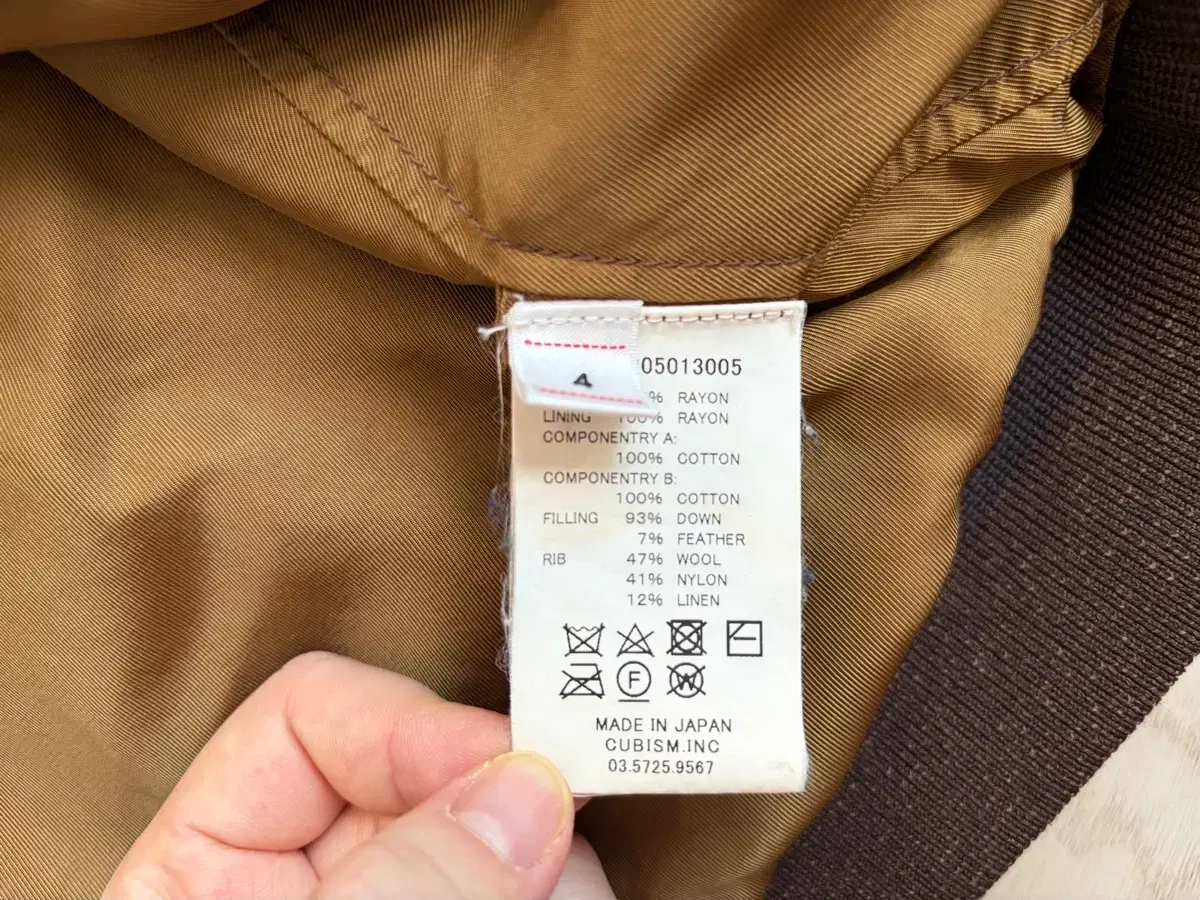 4
05013005
% RAYON
LINING 100% RAYON
COMPONENTRY A:
100% COTTON
COMPONENTRY B:
100% COTTON
FILLING 93% DOWN
7% FEATHER
RIB 47% WOOL
41% NYLON
12% LINEN
F
W
MADE IN JAPAN
CUBISM.INC
03.5725.9567